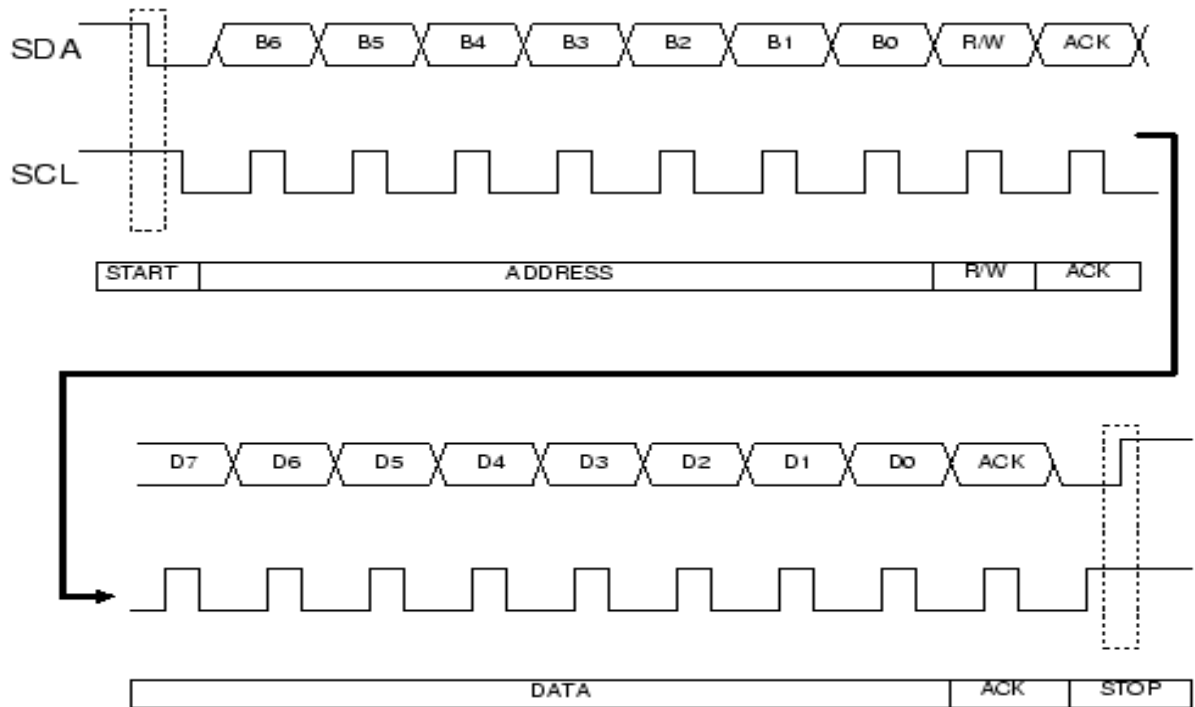 SDA B6 B5 B4 B3 B2 B1 B0 R/W ACK
SCL
START ADDRESS R/W ACK
D7 D6 D5 D4 D3 D2 D1 D0 ACK
DATA ACK STOP